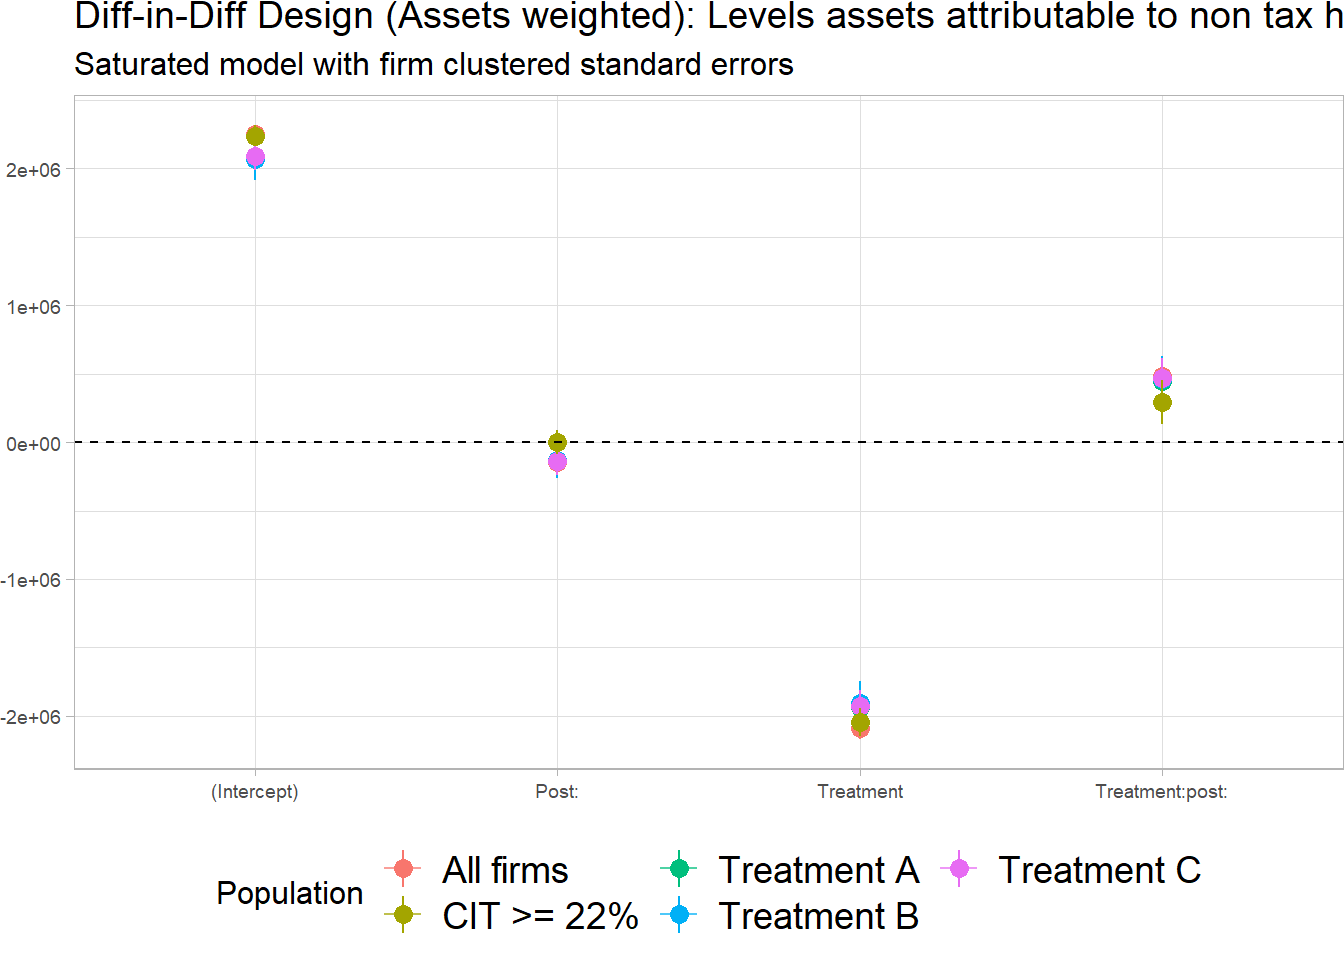 Diff-in-Diff Design (Assets weighted): Levels assets attributable to non tax h
Saturated model with firm clustered standard errors
2e+06
1e+06
0e+00
-1e+06
-2e+06
(Intercept)
Post:
Treatment
Treatment:post:
Population
All firms
CIT >= 22%
Treatment A
Treatment B
Treatment C